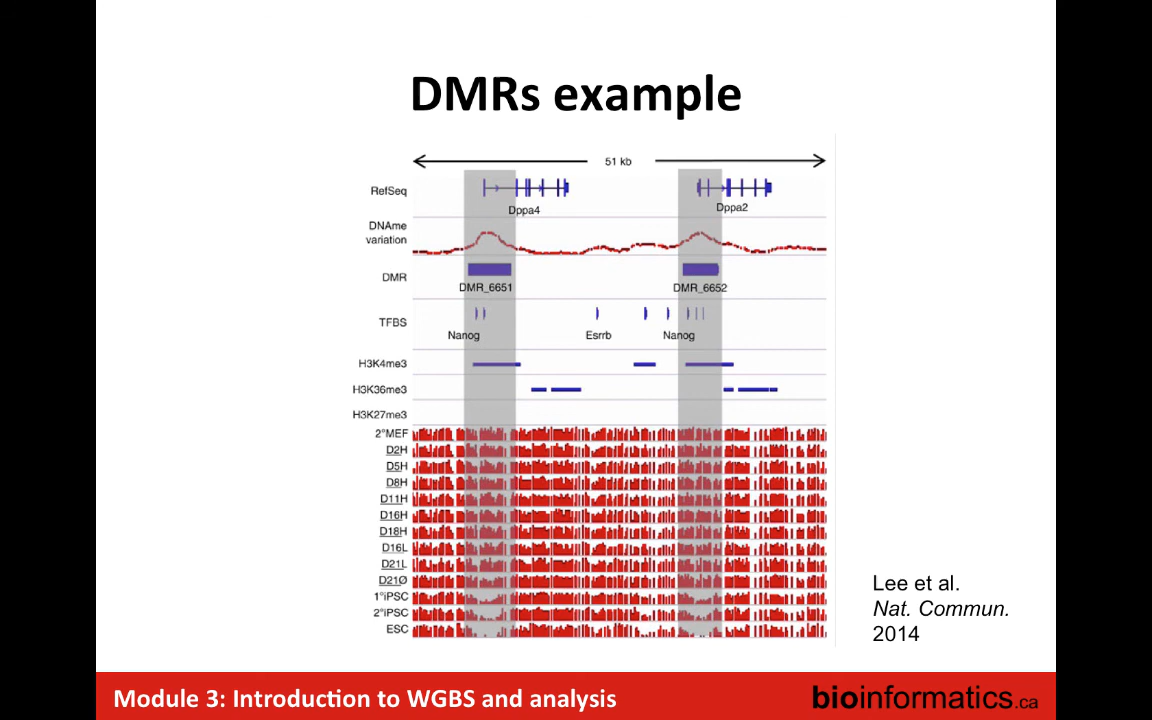 DMRs example
51 kb
RefSeq
Dppa4
Dppa2
DNAme
variation
DMR
DMR_6651
DMR_6652
TFBS
Nanog
Esrrb
Nanog
H3K4me3
H3K36me3
H3K27me3
2°MEF
D2H
D5H
D8H
D11H
D16H
D18H
D16L
D21L
D21Ø
1°iPSC
2°iPSC
ESC
Lee et al.
Nat. Commun.
2014
Module 3: Introduction to WGBS and analysis
bioinformatics.ca